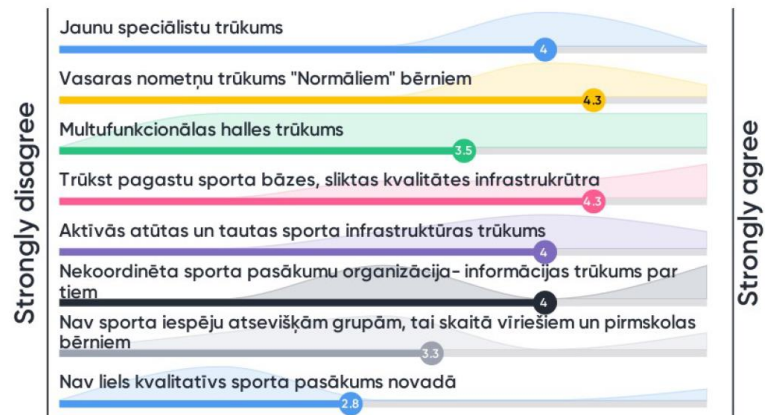 Strongly disagree
Jaunu speciālistu trūkums
4
Vasaras nometņu trūkums "Normāliem" bērniem
4.3
Multufunkcionālas halles trūkums
3.5
Trūkst pagastu sporta bāzes, sliktas kvalitātes infrastrukrūtra
4.3
Aktīvās atūtas un tautas sporta infrastruktūras trūkums
4
Nekoordinēta sporta pasākumu organizācija- informācijas trūkums par
tiem
4
Nav sporta iespēju atsevišķām grupām, tai skaitā vīriešiem un pirmskolas
bērniem
3.3
Nav liels kvalitatīvs sporta pasākums novadā
2.8
Strongly agree